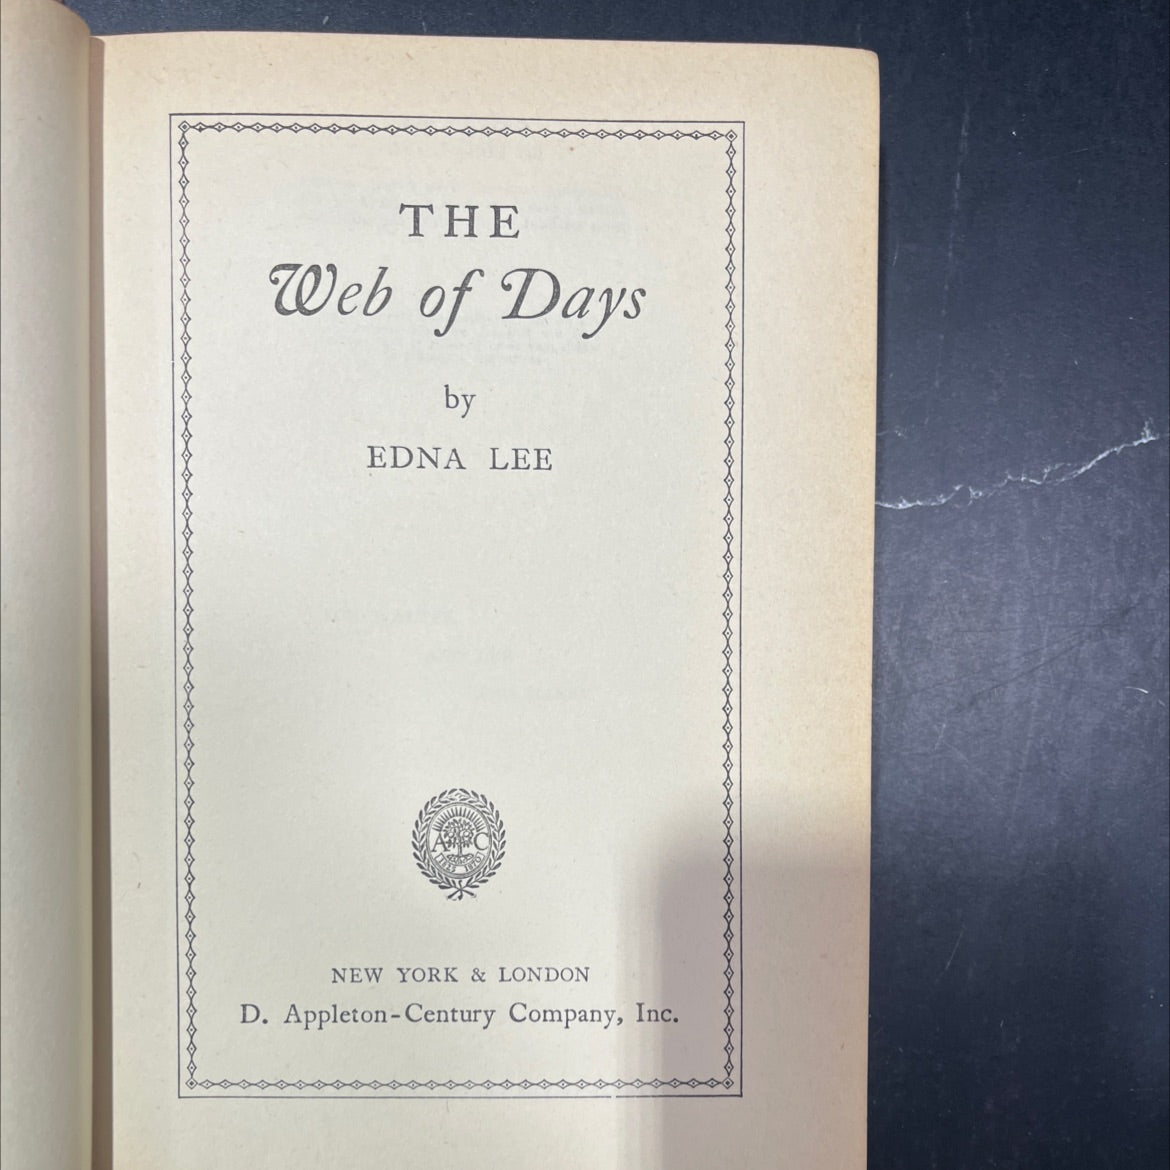 THE
Web of Days
by
EDNA LEE
A C
NEW YORK & LONDON
D. Appleton-Century Company, Inc.